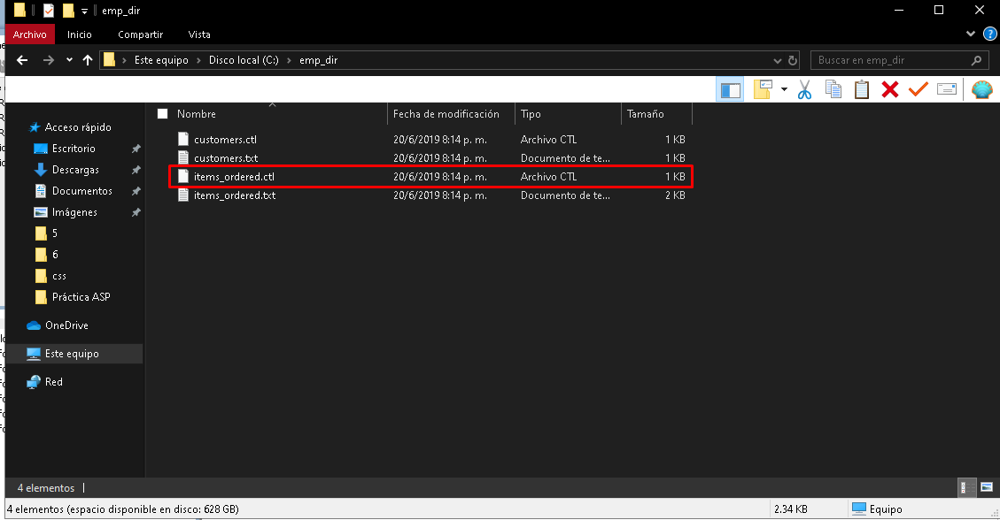 emp_dir
Archivo Inicio Compartir Vista
Este equipo Disco local (C:) emp_dir Buscar en emp_dir
Nombre Fecha de modificación Tipo Tamaño
customers.ctl 20/6/2019 8:14 p. m. Archivo CTL 1 KB
customers.txt 20/6/2019 8:14 p. m. Documento de te... 1 KB
items_ordered.ctl 20/6/2019 8:14 p. m. Archivo CTL 1 KB
items_ordered.txt 20/6/2019 8:14 p. m. Documento de te... 2 KB
Acceso rápido
Escritorio
Descargas
Documentos
Imágenes
5
6
css
Práctica ASP
OneDrive
Este equipo
Red
4 elementos
4 elementos (espacio disponible en disco: 628 GB) 2.34 KB Equipo